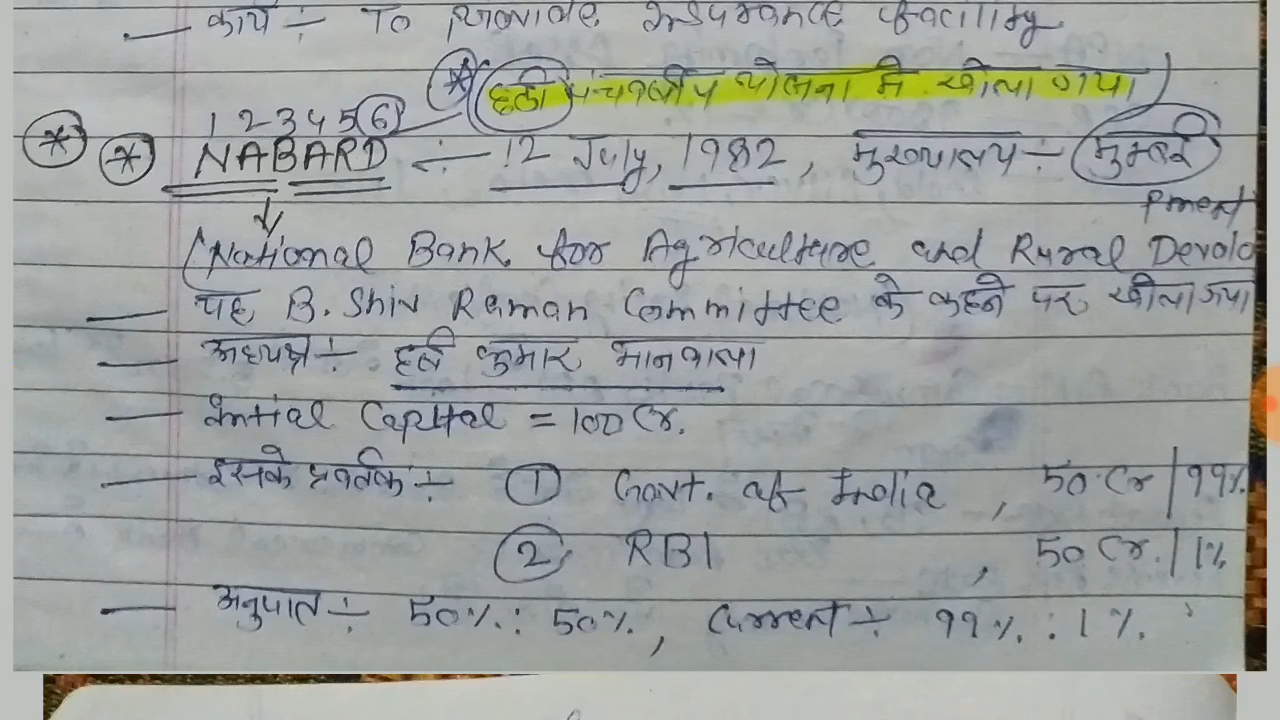 — कार्य ÷ To provide Insurance facility
* छठी पंचवर्षीय योजना में खोला गया
1 2 3 4 5 6
* * NABARD ÷ 12 July, 1982, मुख्यालय ÷ मुम्बई
(National Bank for Agriculture and Rural Develo
pment
— यह B. Shiv Raman Committee के कहने पर खोला गया
— अध्यक्ष ÷ हर्ष कुमार भानवाला
— Intial Capital = 100 Cr.
— इसके प्रवर्तक ÷ 1 Govt. of India, 50 Cr / 99%
2 RBI, 50 Cr. / 1%
— अनुपात ÷ 50% : 50%, Current ÷ 99% : 1%